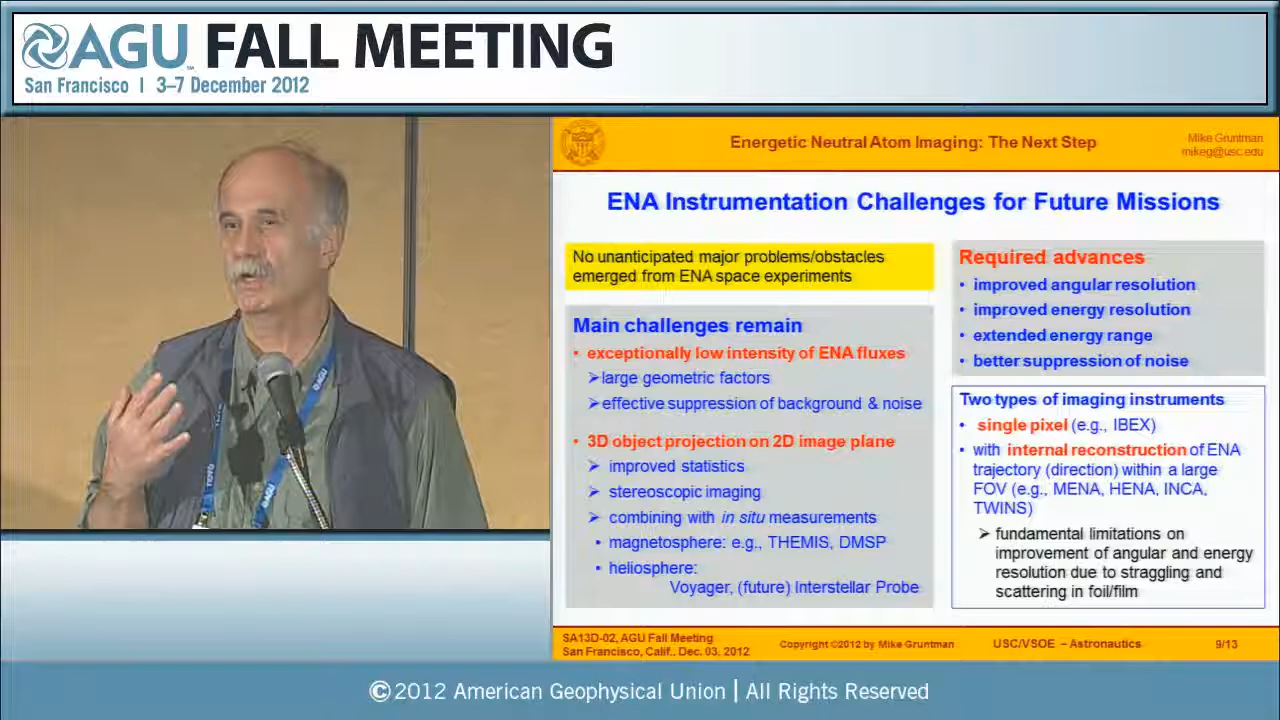 AGU FALL MEETING
San Francisco | 3–7 December 2012
Energetic Neutral Atom Imaging: The Next Step
Mike Gruntman
mikeg@usc.edu
ENA Instrumentation Challenges for Future Missions
No unanticipated major problems/obstacles
emerged from ENA space experiments
Main challenges remain
• exceptionally low intensity of ENA fluxes
➢large geometric factors
➢effective suppression of background & noise
• 3D object projection on 2D image plane
➢ improved statistics
➢ stereoscopic imaging
➢ combining with in situ measurements
• magnetosphere: e.g., THEMIS, DMSP
• heliosphere:
Voyager, (future) Interstellar Probe
Required advances
• improved angular resolution
• improved energy resolution
• extended energy range
• better suppression of noise
Two types of imaging instruments
• single pixel (e.g., IBEX)
• with internal reconstruction of ENA
trajectory (direction) within a large
FOV (e.g., MENA, HENA, INCA,
TWINS)
➢ fundamental limitations on
improvement of angular and energy
resolution due to straggling and
scattering in foil/film
SA13D-02, AGU Fall Meeting
San Francisco, Calif., Dec. 03, 2012
Copyright ©2012 by Mike Gruntman
USC/VSOE – Astronautics
9/13
AGU
AGU
©2012 American Geophysical Union | All Rights Reserved